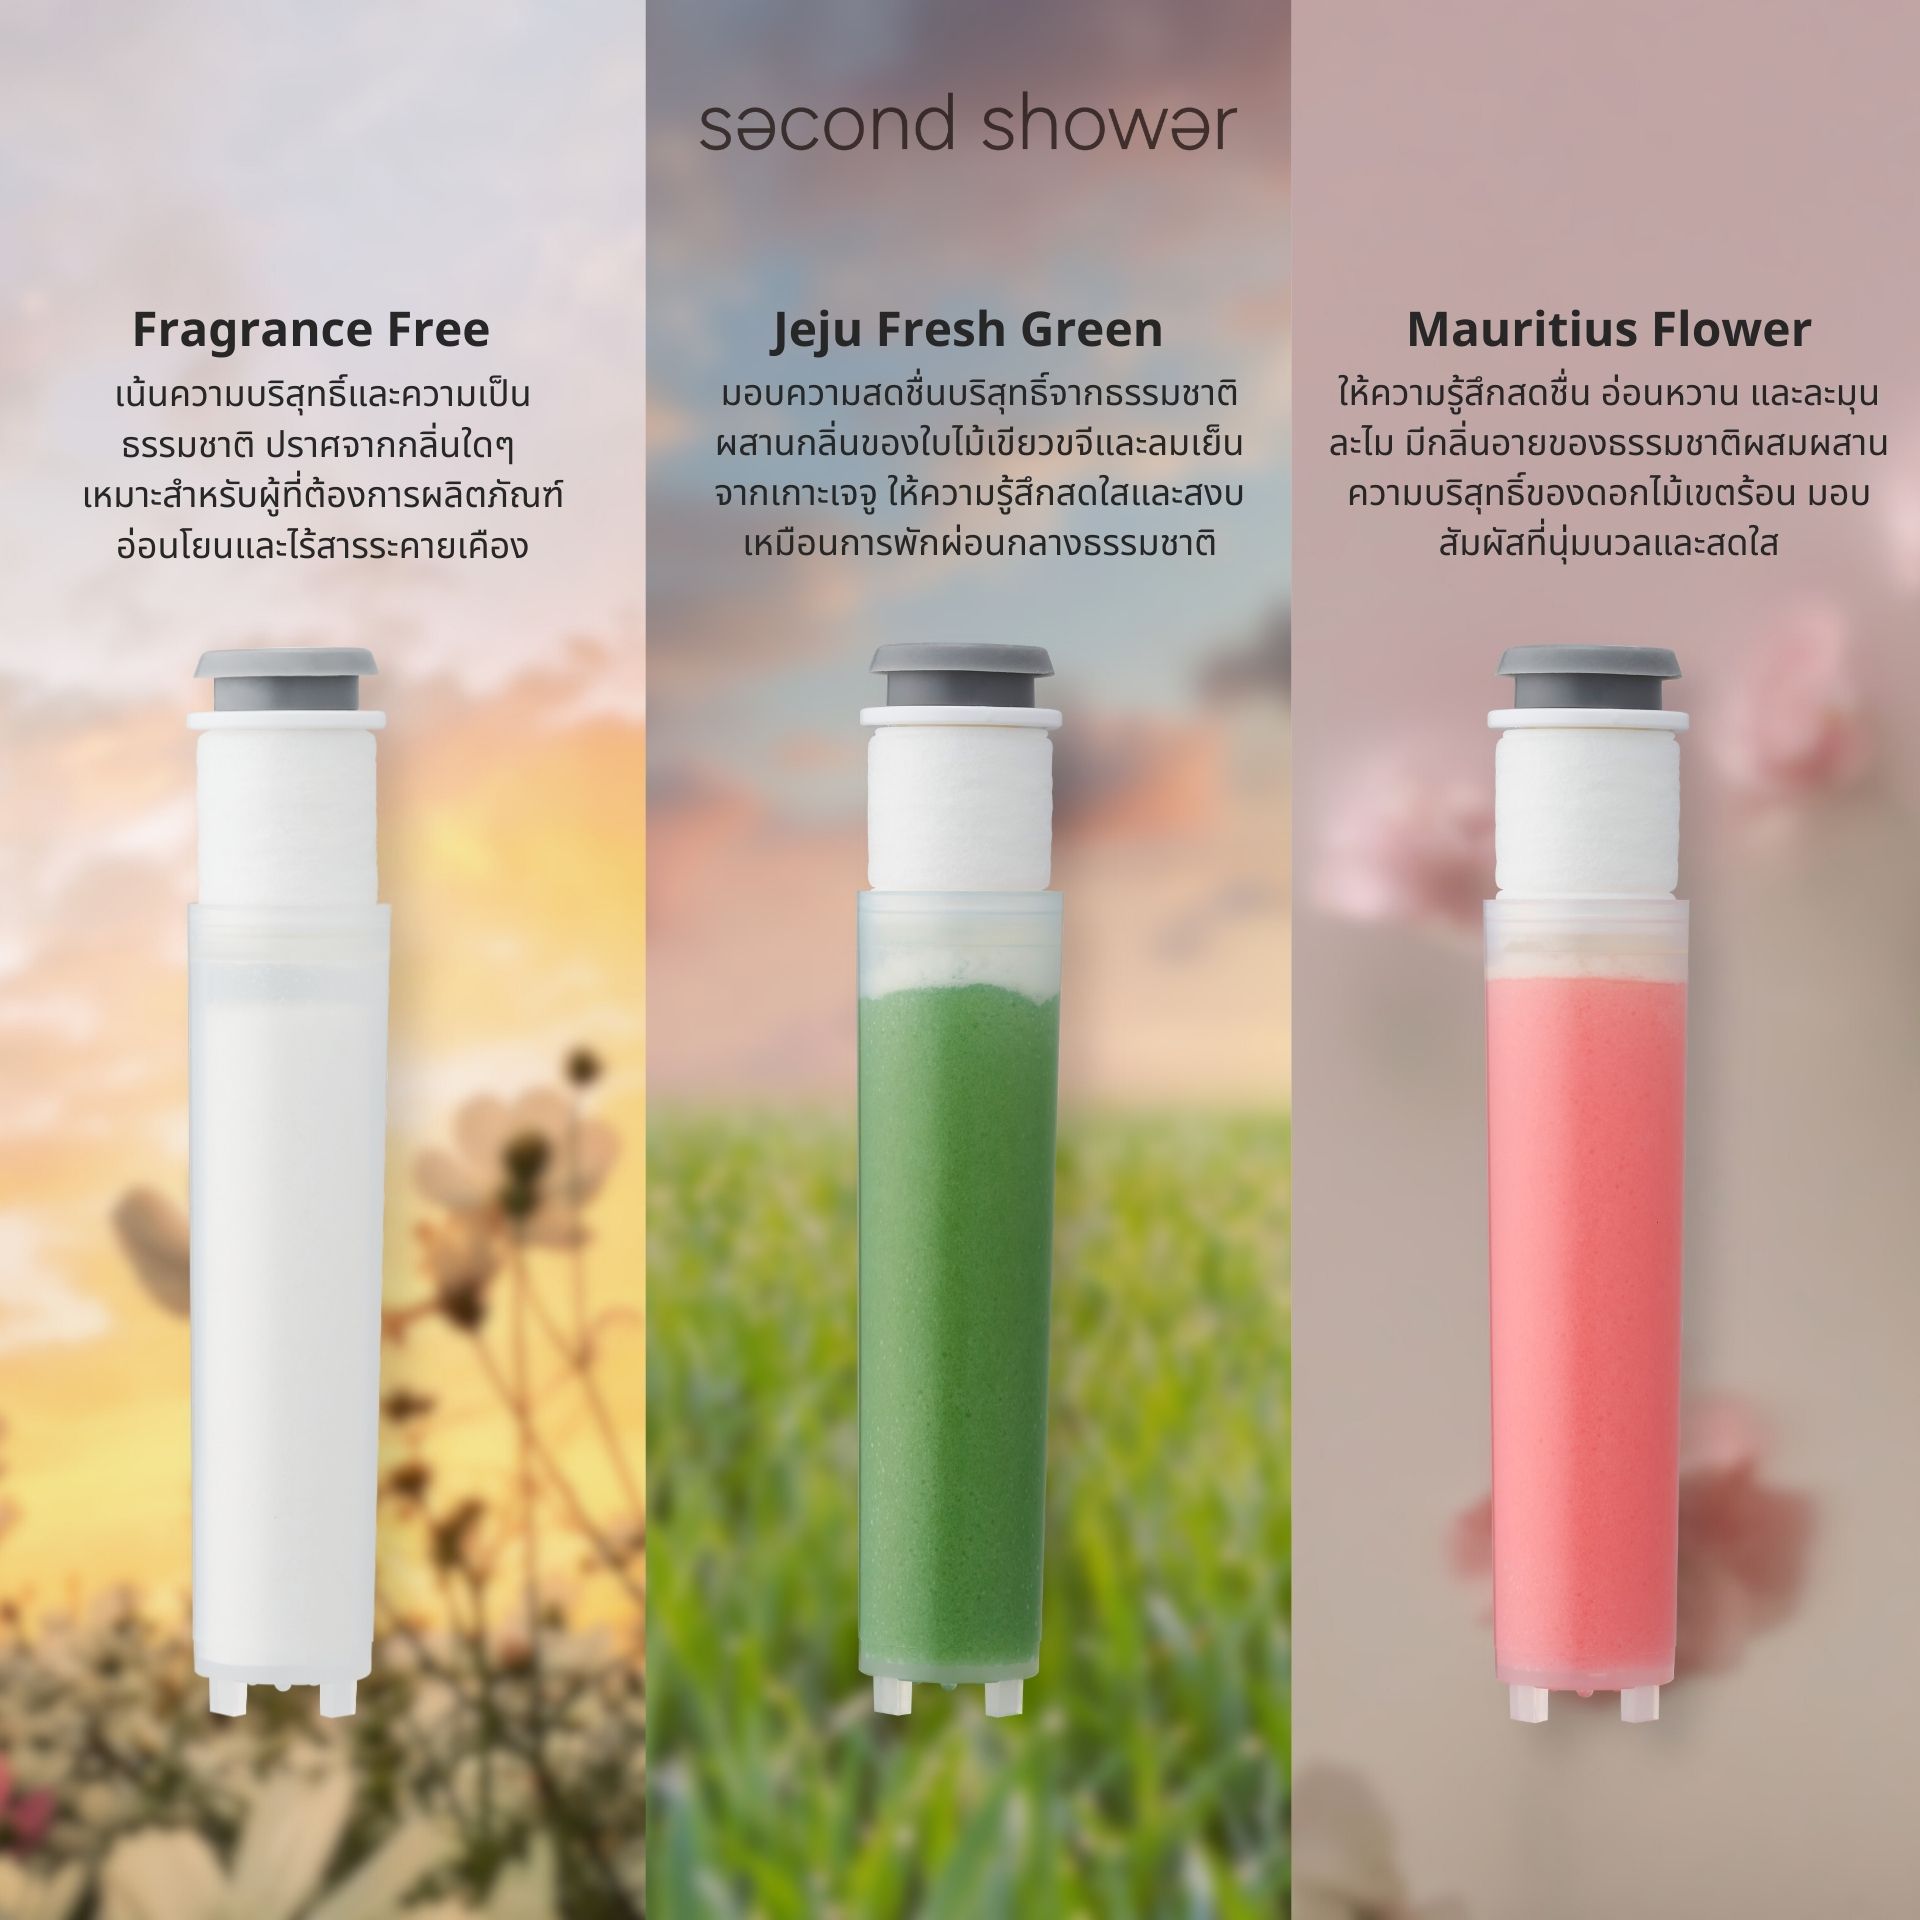 səcond showər
Fragrance Free
เน้นความบริสุทธิ์และความเป็น
ธรรมชาติ ปราศจากกลิ่นใดๆ
เหมาะสำหรับผู้ที่ต้องการผลิตภัณฑ์
อ่อนโยนและไร้สารระคายเคือง
Jeju Fresh Green
มอบความสดชื่นบริสุทธิ์จากธรรมชาติ
ผสานกลิ่นของใบไม้เขียวขจีและลมเย็น
จากเกาะเจจู ให้ความรู้สึกสดใสและสงบ
เหมือนการพักผ่อนกลางธรรมชาติ
Mauritius Flower
ให้ความรู้สึกสดชื่น อ่อนหวาน และละมุน
ละไม มีกลิ่นอายของธรรมชาติผสมผสาน
ความบริสุทธิ์ของดอกไม้เขตร้อน มอบ
สัมผัสที่นุ่มนวลและสดใส